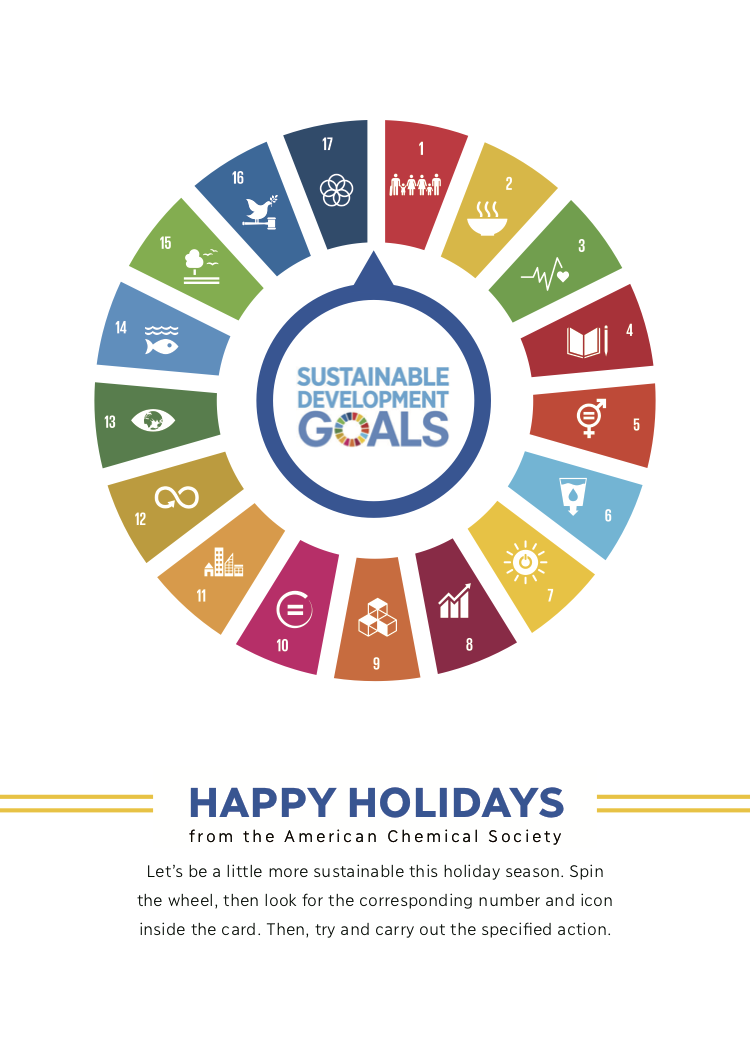 1
2
3
4
5
6
7
8
9
10
11
12
13
14
15
16
17
SUSTAINABLE
DEVELOPMENT
GOALS
HAPPY HOLIDAYS
from the American Chemical Society
Let’s be a little more sustainable this holiday season. Spin
the wheel, then look for the corresponding number and icon
inside the card. Then, try and carry out the specified action.